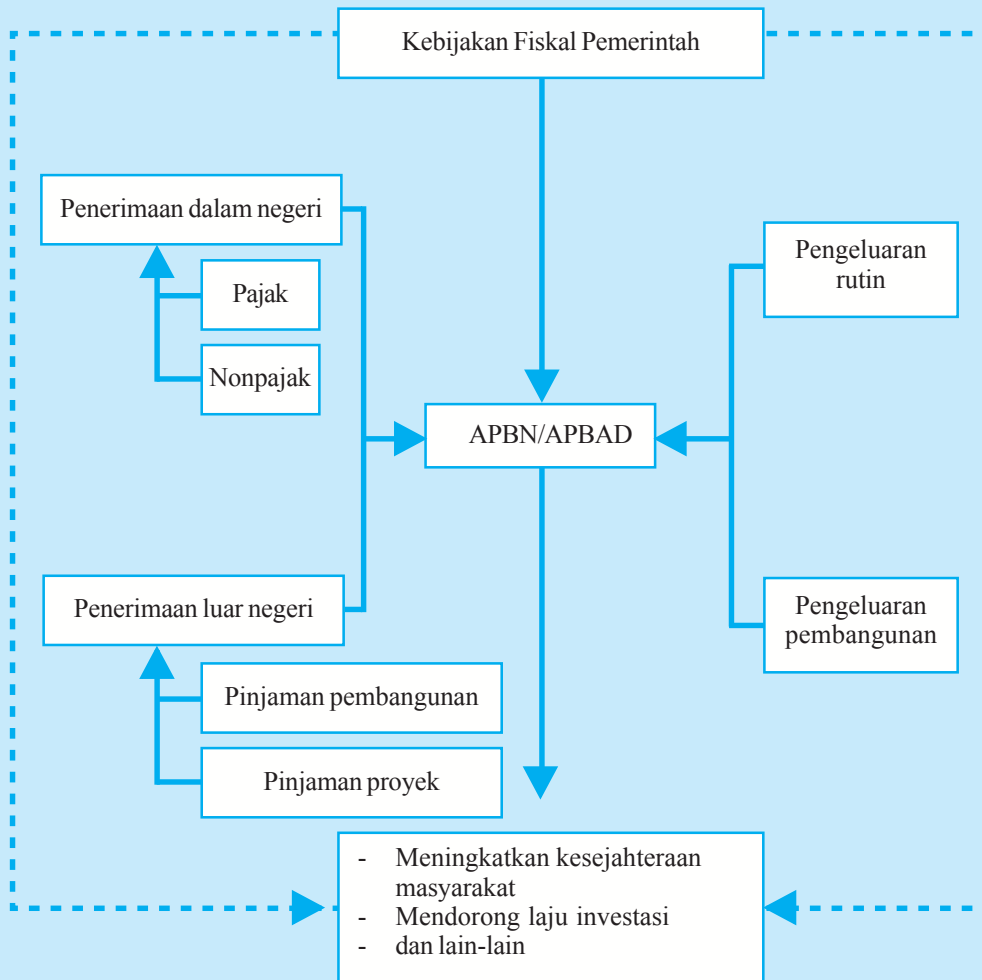 Kebijakan Fiskal Pemerintah
Penerimaan dalam negeri
Pajak
Nonpajak
Pengeluaran
rutin
APBN/APBAD
Penerimaan luar negeri
Pinjaman pembangunan
Pinjaman proyek
Pengeluaran
pembangunan
- Meningkatkan kesejahteraan
masyarakat
- Mendorong laju investasi
- dan lain-lain